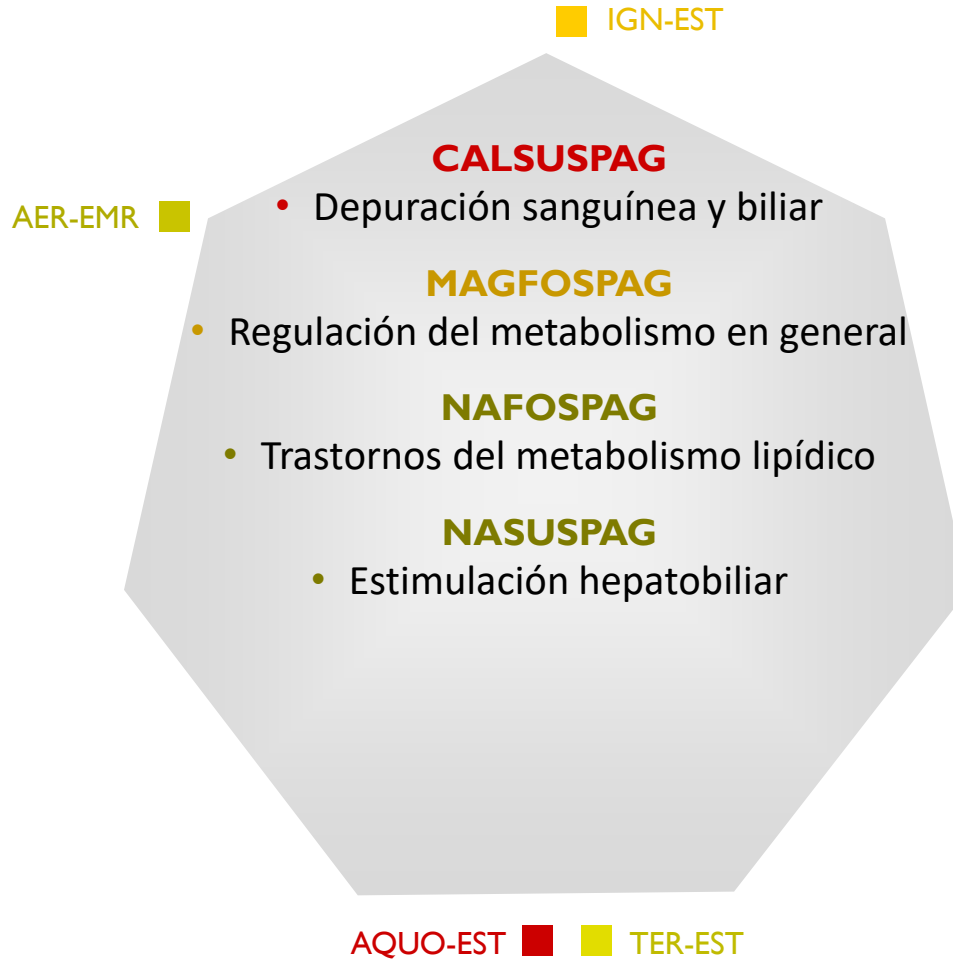 IGN-EST
CALSUSPAG
AER-EMR
• Depuración sanguínea y biliar
MAGFOSPAG
• Regulación del metabolismo en general
NAFOSPAG
• Trastornos del metabolismo lipídico
NASUSPAG
• Estimulación hepatobiliar
AQUO-EST TER-EST